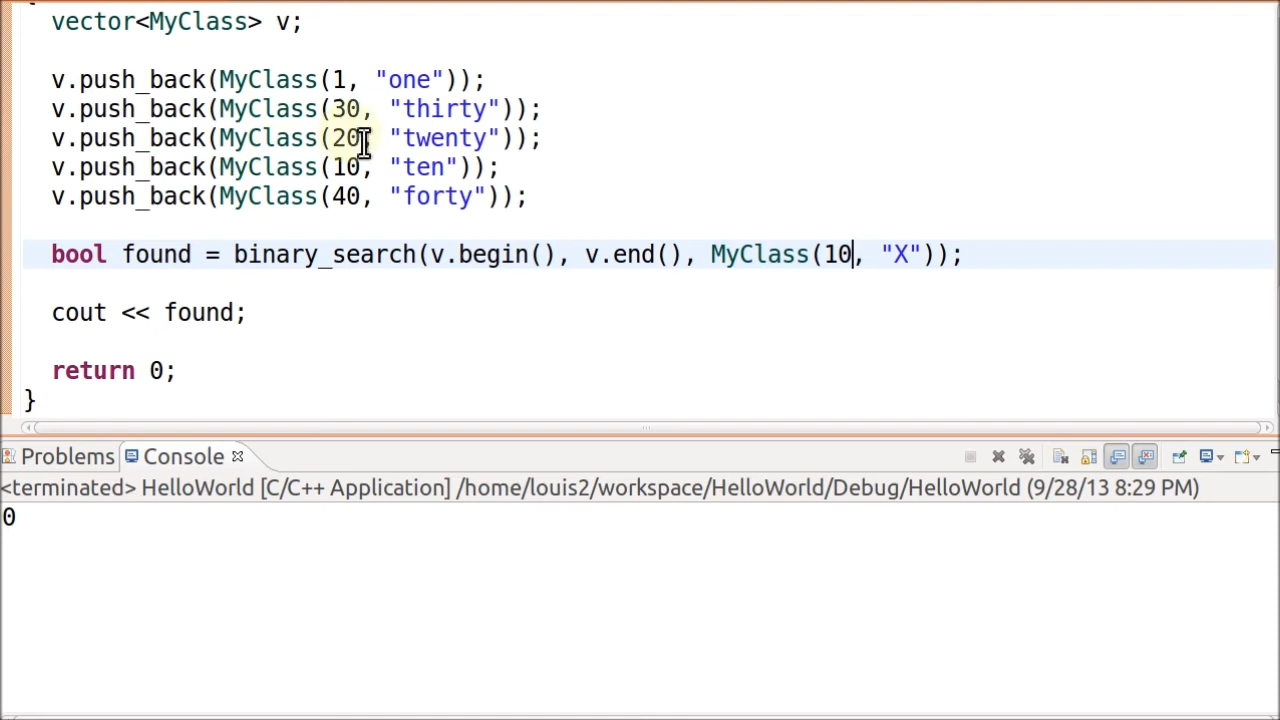 vector<MyClass> v;
v.push_back(MyClass(1, "one"));
v.push_back(MyClass(30, "thirty"));
v.push_back(MyClass(20, "twenty"));
v.push_back(MyClass(10, "ten"));
v.push_back(MyClass(40, "forty"));
bool found = binary_search(v.begin(), v.end(), MyClass(10, "X"));
cout << found;
return 0;
}
Problems Console
<terminated> HelloWorld [C/C++ Application] /home/louis2/workspace/HelloWorld/Debug/HelloWorld (9/28/13 8:29 PM)
0